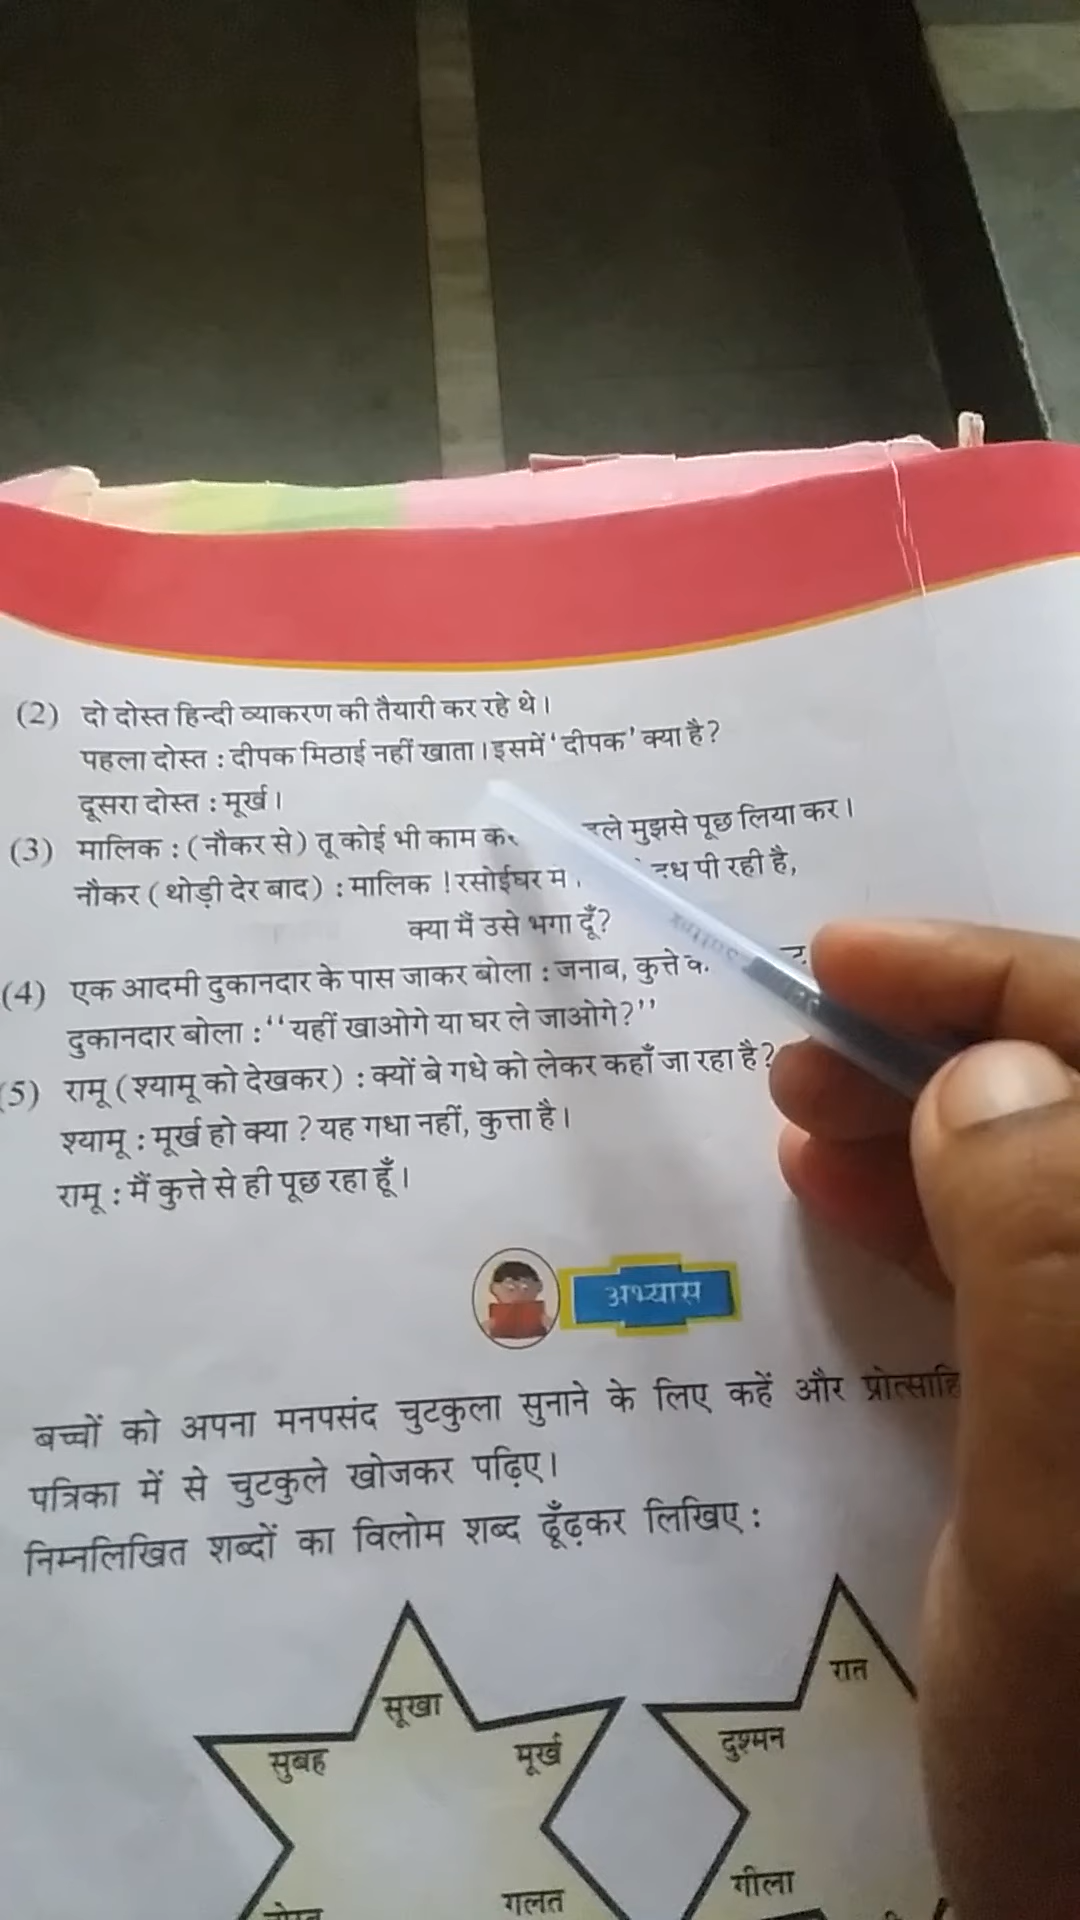 (2) दो दोस्त हिन्दी व्याकरण की तैयारी कर रहे थे।
पहला दोस्त : दीपक मिठाई नहीं खाता। इसमें 'दीपक' क्या है?
दूसरा दोस्त : मूर्ख।
(3) मालिक : (नौकर से) तू कोई भी काम मुझसे पूछ लिया कर।
नौकर (थोड़ी देर बाद) : मालिक ! रसोईघर पी रही है,
क्या मैं उसे भगा दूँ?
(4) एक आदमी दुकानदार के पास जाकर बोला : जनाब, कुत्ते
दुकानदार बोला : ''यहीं खाओगे या घर ले जाओगे?''
(5) रामू (श्यामू को देखकर) : क्यों बे गधे को लेकर कहाँ जा रहा है?
श्यामू : मूर्ख हो क्या ? यह गधा नहीं, कुत्ता है।
रामू : मैं कुत्ते से ही पूछ रहा हूँ।
अभ्यास
बच्चों को अपना मनपसंद चुटकुला सुनाने के लिए कहें और
पत्रिका में से चुटकुले खोजकर पढ़िए।
निम्नलिखित शब्दों का विलोम शब्द ढूँढ़कर लिखिए :
सूखा
सुबह
मूर्ख
गलत
रात
दुश्मन
गीला